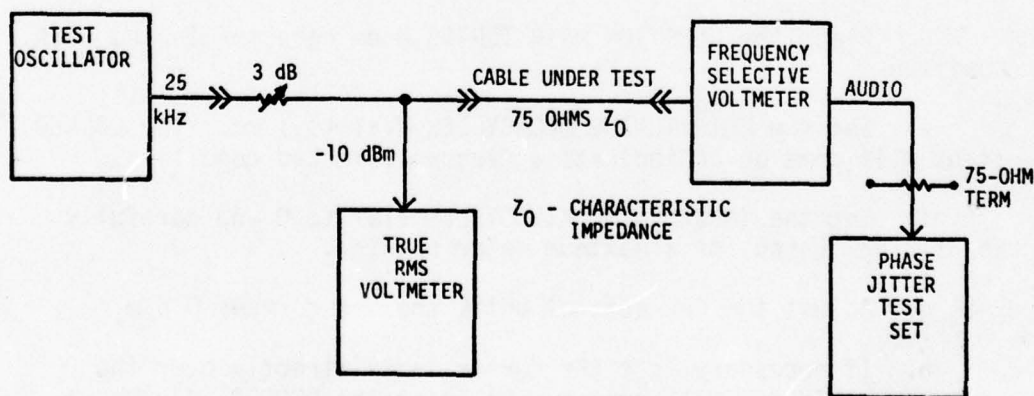 TEST
OSCILLATOR
25
kHz
3 dB
-10 dBm
CABLE UNDER TEST
75 OHMS Z0
FREQUENCY
SELECTIVE
VOLTMETER
AUDIO
75-OHM
TERM
Z0 - CHARACTERISTIC
IMPEDANCE
TRUE
RMS
VOLTMETER
PHASE
JITTER
TEST
SET